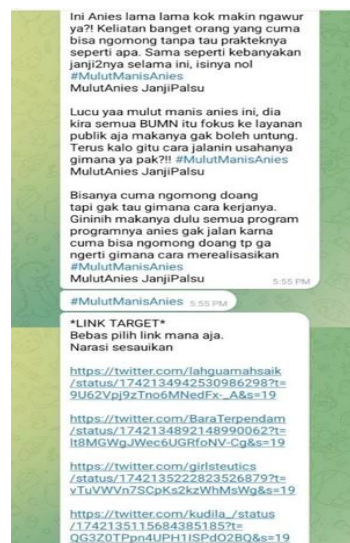 Ini Anies lama lama kok makin ngawur
ya?! Keliatan banget orang yang cuma
bisa ngomong tanpa tau prakteknya
seperti apa. Sama seperti kebanyakan
janji2nya selama ini, isinya nol
#MulutManisAnies
MulutAnies JanjiPalsu
Lucu yaa mulut manis anies ini, dia
kira semua BUMN itu fokus ke layanan
publik aja makanya gak boleh untung.
Terus kalo gitu cara jalanin usahanya
gimana ya pak?!! #MulutManisAnies
MulutAnies JanjiPalsu
Bisanya cuma ngomong doang
tapi gak tau gimana cara kerjanya.
Gininih makanya dulu semua program
programnya anies gak jalan karna
cuma bisa ngomong doang tp ga
ngerti gimana cara merealisasikan
#MulutManisAnies
MulutAnies JanjiPalsu
5:55 PM
#MulutManisAnies 5:55 PM
*LINK TARGET*
Bebas pilih link mana aja.
Narasi sesuaikan
https://twitter.com/lahguamahsaik
/status/1742134942530986298?t=
9U62Vpj9zTno6MNedFx-_A&s=19
https://twitter.com/BaraTerpendam
/status/1742134892148990062?t=
It8MGWgJWec6UGRfoNV-Cg&s=19
https://twitter.com/girlsteutics
/status/1742135222823526879?t=
vTuVWVn7SCpKs2kzWhMsWg&s=19
https://twitter.com/kudila_/status
/1742135115684385185?t=
QG3Z0TPpn4UPH1ISPdO2BQ&s=19